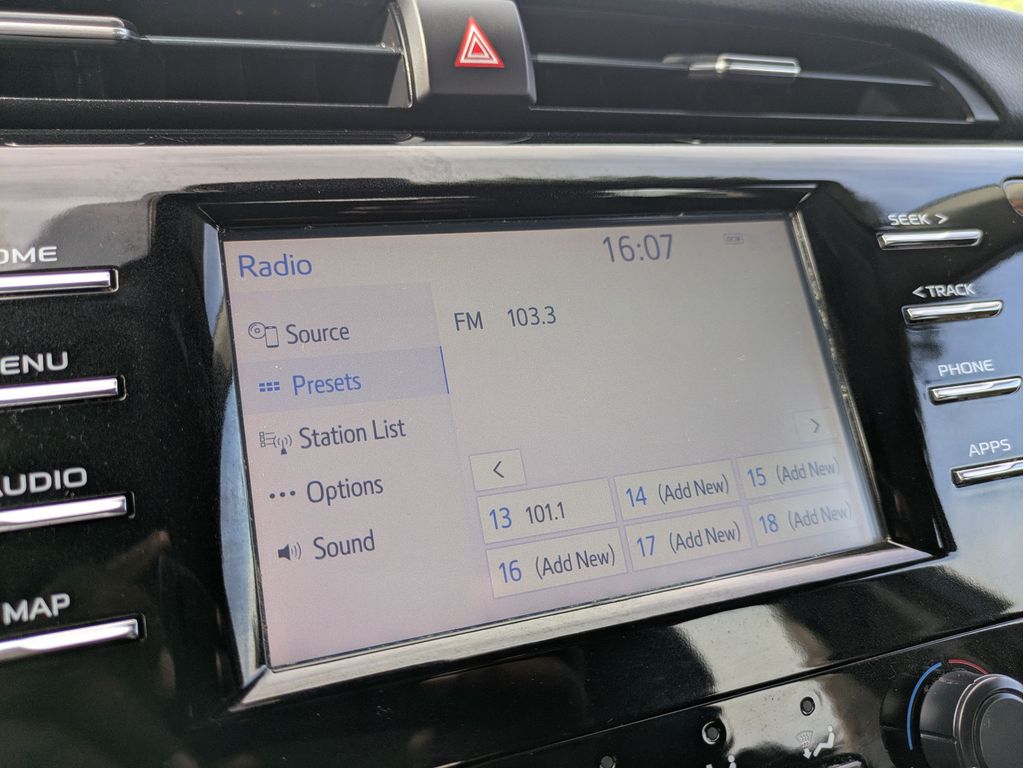 Radio
16:07
Source
Presets
Station List
Options
Sound
FM 103.3
<
>
13 101.1
14 (Add New)
15 (Add New)
16 (Add New)
17 (Add New)
18 (Add New)
OME
ENU
AUDIO
MAP
SEEK >
< TRACK
PHONE
APPS